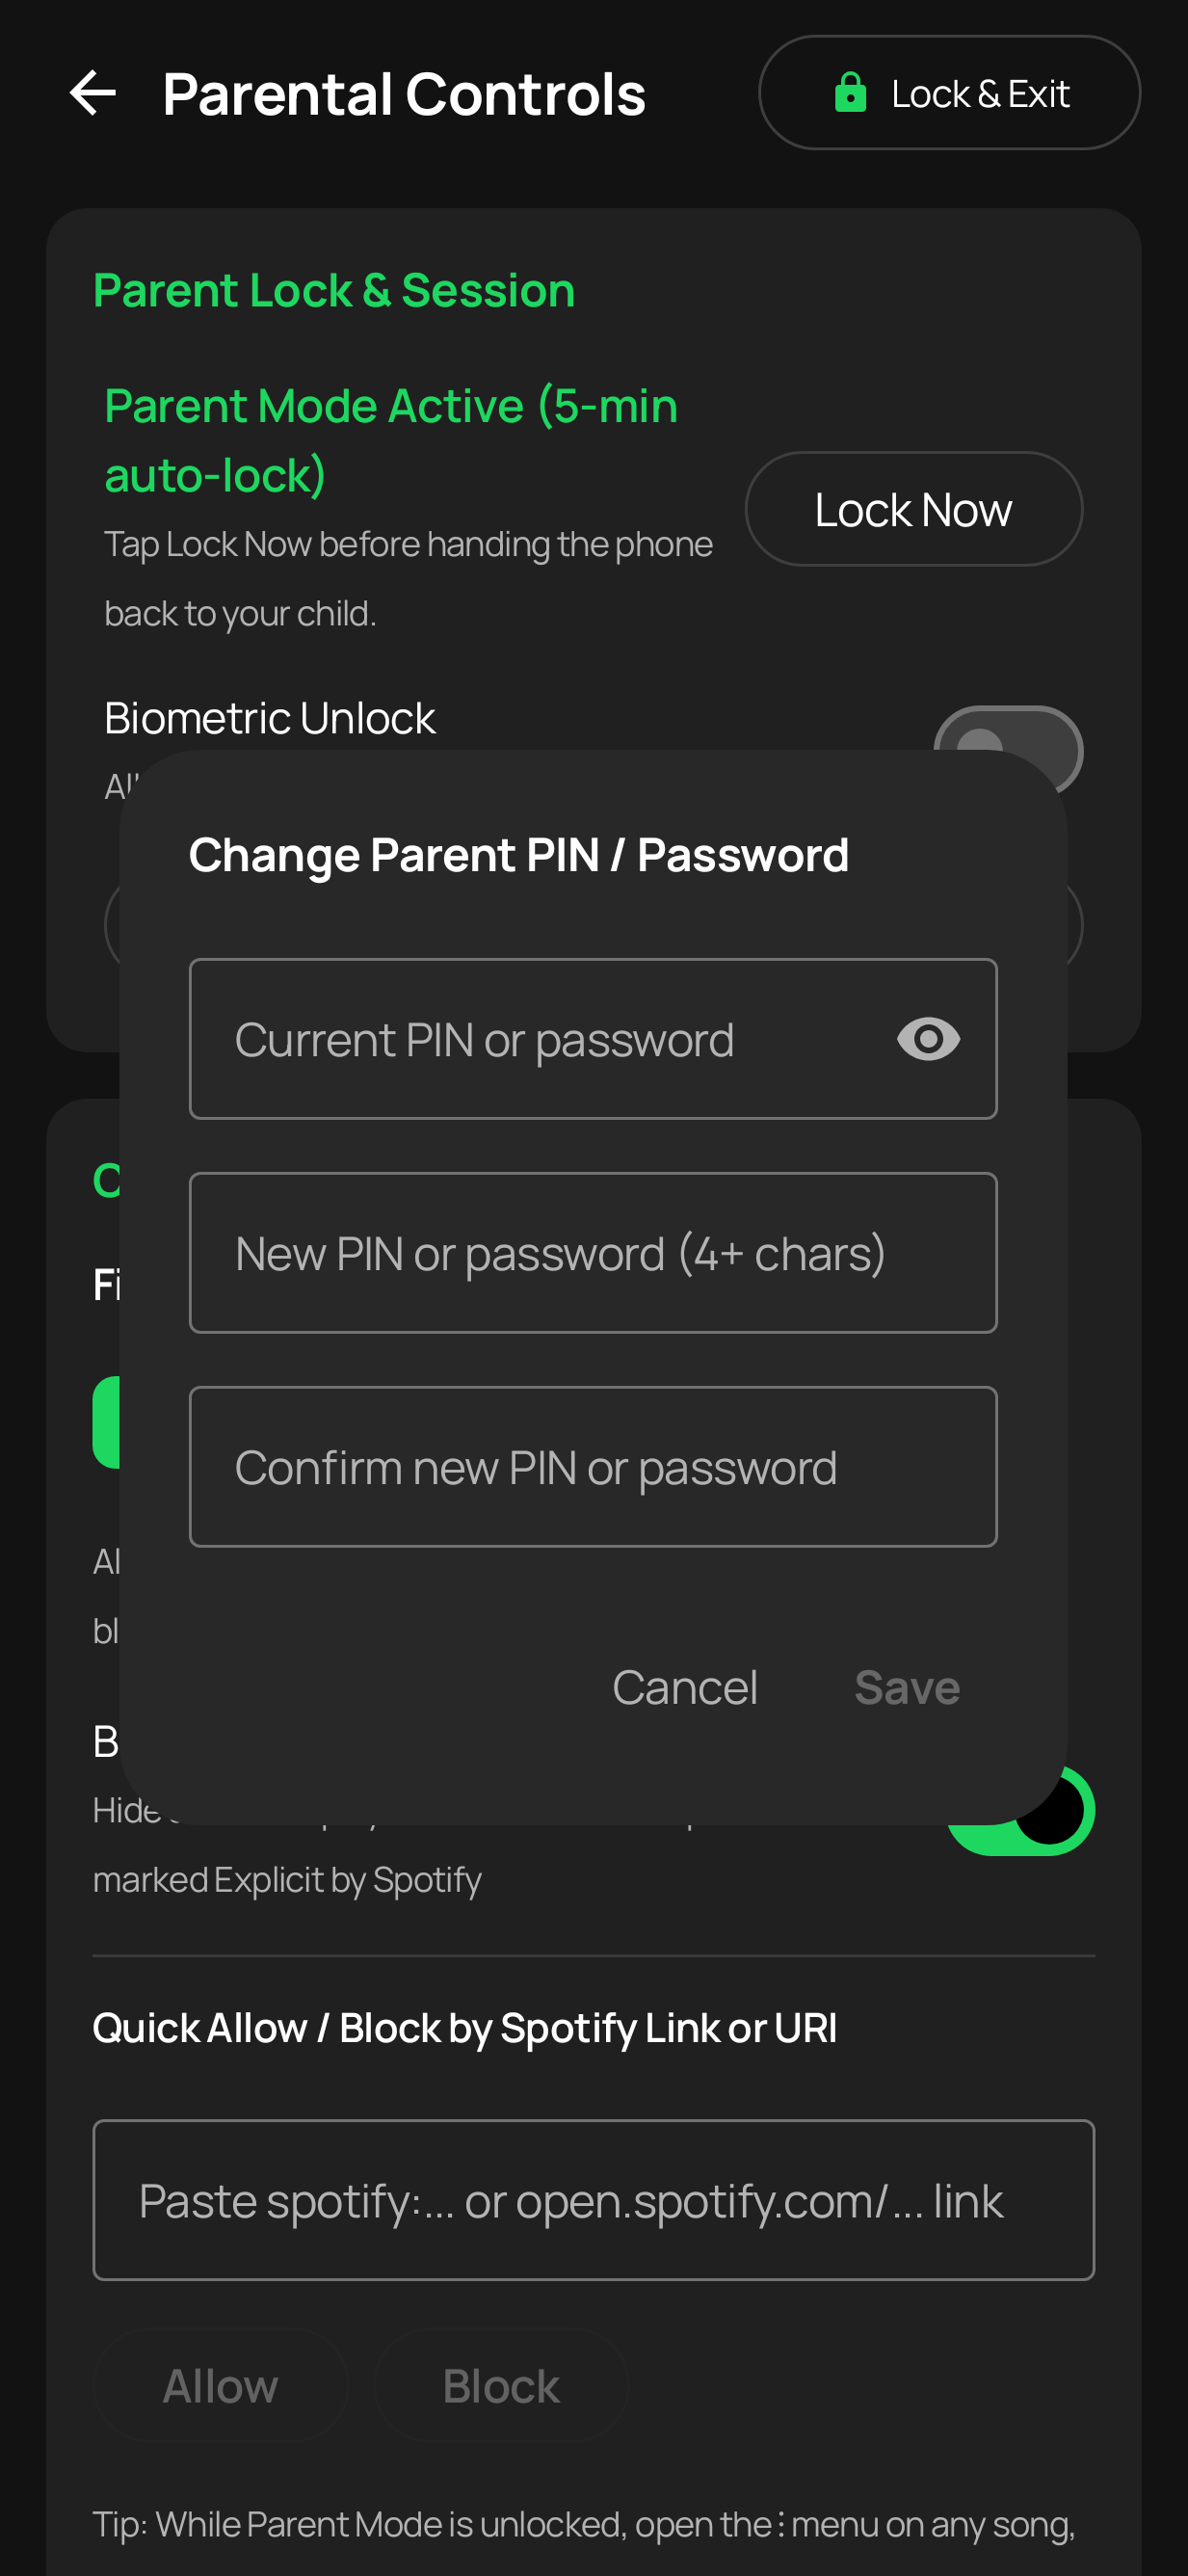 Parental Controls
Lock & Exit
Parent Lock & Session
Parent Mode Active (5-min
auto-lock)
Lock Now
Tap Lock Now before handing the phone
back to your child.
Biometric Unlock
Change Parent PIN / Password
Current PIN or password
New PIN or password (4+ chars)
Confirm new PIN or password
Cancel
Save
Hide
marked Explicit by Spotify
Quick Allow / Block by Spotify Link or URI
Paste spotify:... or open.spotify.com/... link
Allow
Block
Tip: While Parent Mode is unlocked, open the ⋮ menu on any song,